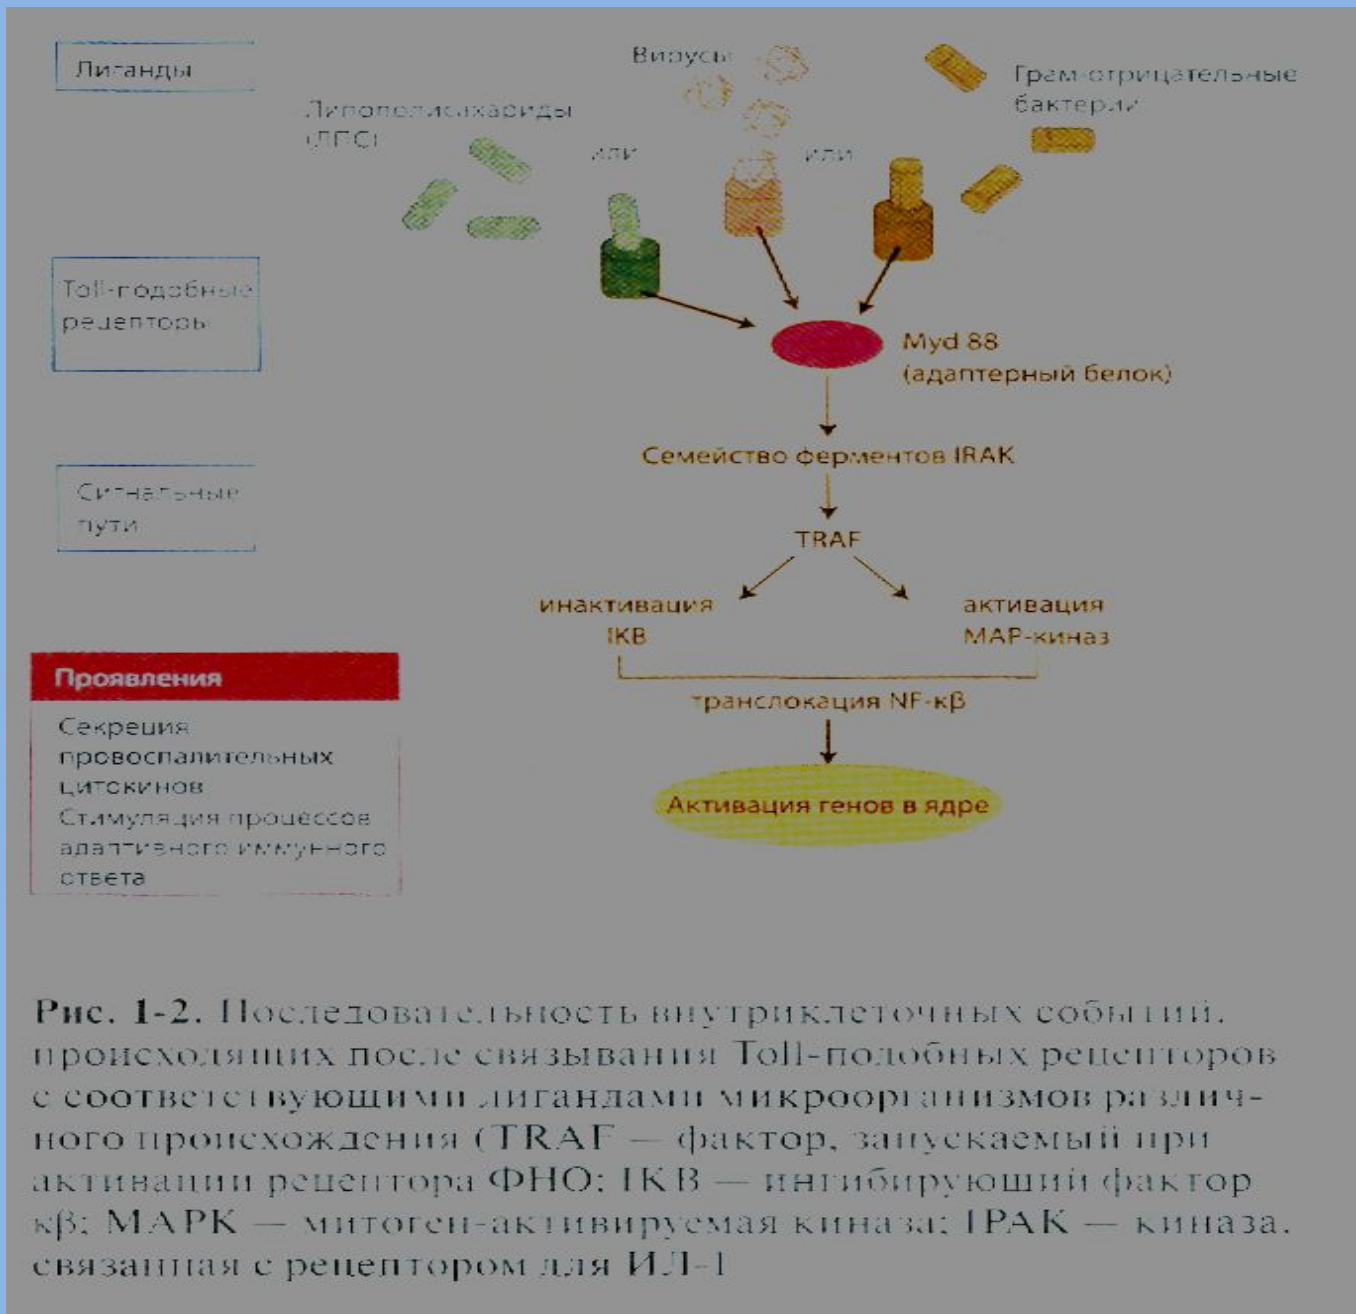 Лиганды
Липополисахариды
(ЛПС)
или
Вирусы
или
Грам-отрицательные
бактерии
Toll-подобные
рецепторы
Myd 88
(адаптерный белок)
Сигнальные
пути
Семейство ферментов IRAK
TRAF
инактивация
IKB
активация
MAP-киназ
транслокация NF-κβ
Активация генов в ядре
Проявления
Секреция
провоспалительных
цитокинов
Стимуляция процессов
адаптивного иммунного
ответа
Рис. 1-2. Последовательность внутриклеточных событий,
происходящих после связывания Toll-подобных рецепторов
с соответствующими лигандами микроорганизмов различ-
ного происхождения (TRAF — фактор, запускаемый при
активации рецептора ФНО; IKB — ингибирующий фактор
κβ; MAPK — митоген-активируемая киназа; IPAK — киназа,
связанная с рецептором для ИЛ-1